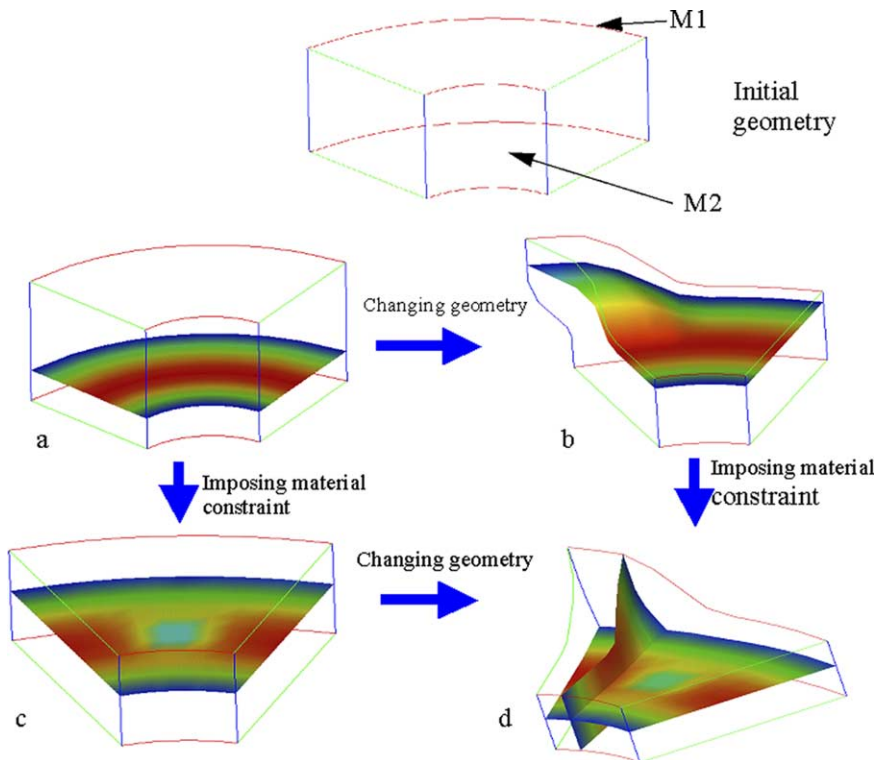 M1
Initial
geometry
M2
Changing geometry
a
b
Imposing material
constraint
Imposing material
constraint
Changing geometry
c
d